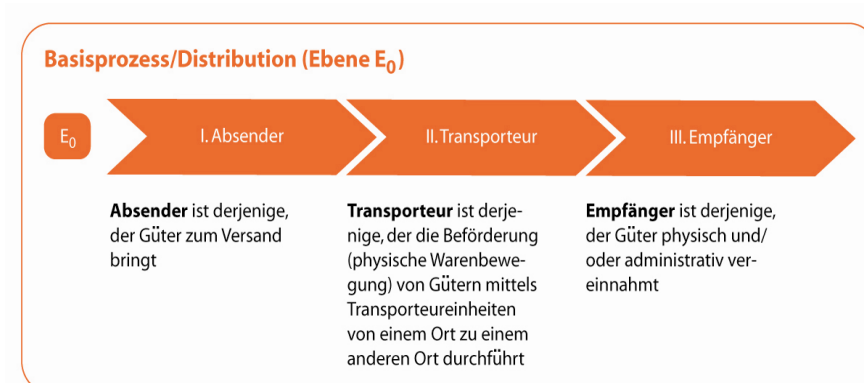 Basisprozess/Distribution (Ebene E₀)
E₀
I. Absender
II. Transporteur
III. Empfänger
Absender ist derjenige,
der Güter zum Versand
bringt
Transporteur ist derje-
nige, der die Beförderung
(physische Warenbewe-
gung) von Gütern mittels
Transporteureinheiten
von einem Ort zu einem
anderen Ort durchführt
Empfänger ist derjenige,
der Güter physisch und/
oder administrativ ver-
einnahmt